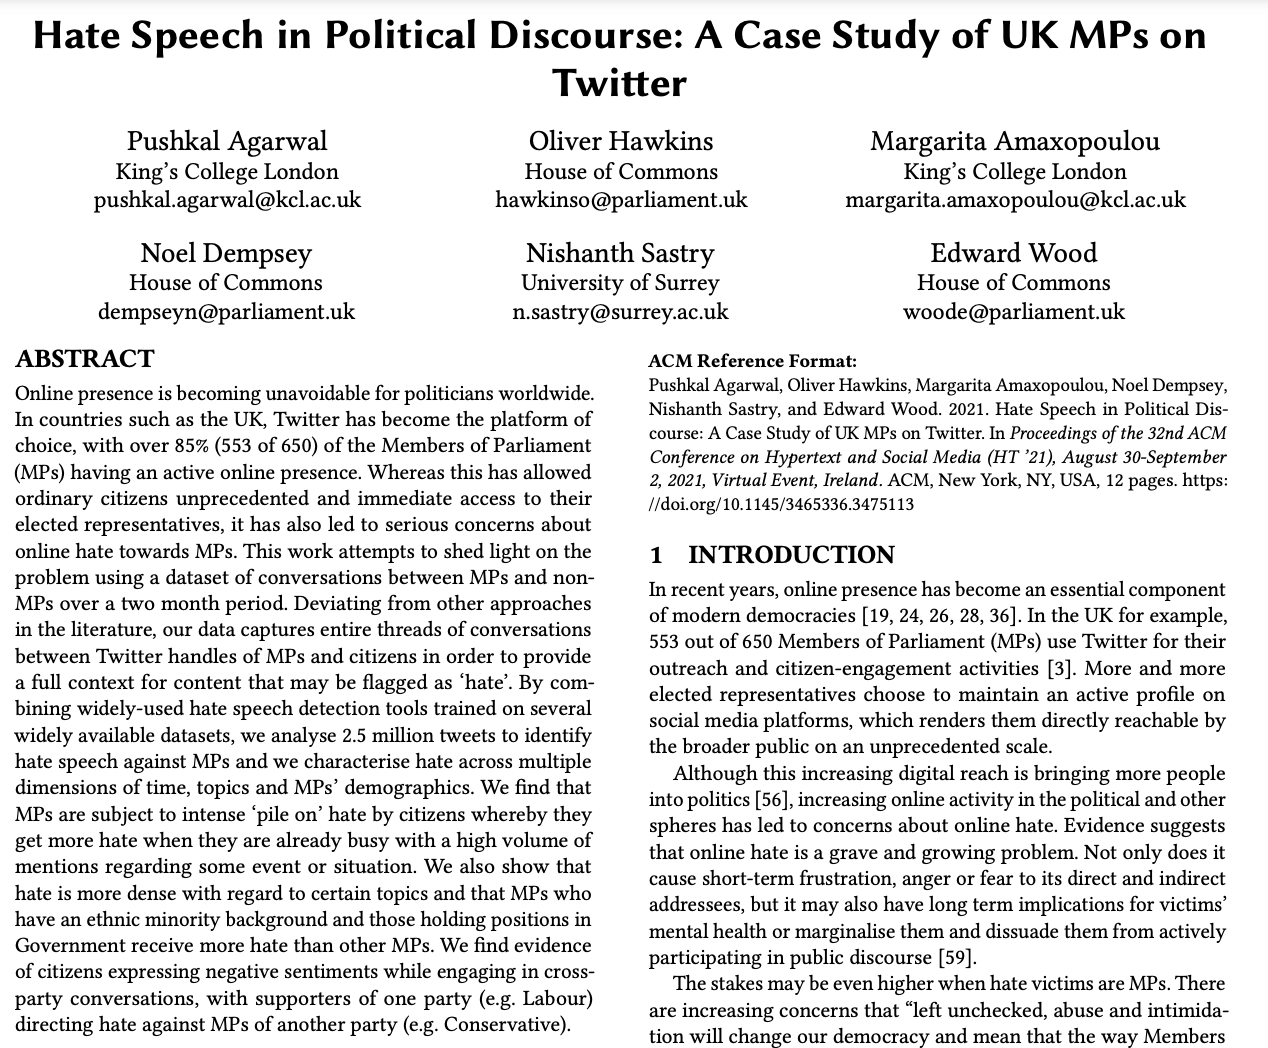 Hate Speech in Political Discourse: A Case Study of UK MPs on
Twitter
Pushkal Agarwal
King's College London
pushkal.agarwal@kcl.ac.uk
Oliver Hawkins
House of Commons
hawkinso@parliament.uk
Margarita Amaxopoulou
King's College London
margarita.amaxopoulou@kcl.ac.uk
Noel Dempsey
House of Commons
dempseyn@parliament.uk
Nishanth Sastry
University of Surrey
n.sastry@surrey.ac.uk
Edward Wood
House of Commons
woode@parliament.uk
ABSTRACT
Online presence is becoming unavoidable for politicians worldwide.
In countries such as the UK, Twitter has become the platform of
choice, with over 85% (553 of 650) of the Members of Parliament
(MPs) having an active online presence. Whereas this has allowed
ordinary citizens unprecedented and immediate access to their
elected representatives, it has also led to serious concerns about
online hate towards MPs. This work attempts to shed light on the
problem using a dataset of conversations between MPs and non-
MPs over a two month period. Deviating from other approaches
in the literature, our data captures entire threads of conversations
between Twitter handles of MPs and citizens in order to provide
a full context for content that may be flagged as 'hate'. By com-
bining widely-used hate speech detection tools trained on several
widely available datasets, we analyse 2.5 million tweets to identify
hate speech against MPs and we characterise hate across multiple
dimensions of time, topics and MPs' demographics. We find that
MPs are subject to intense 'pile on' hate by citizens whereby they
get more hate when they are already busy with a high volume of
mentions regarding some event or situation. We also show that
hate is more dense with regard to certain topics and that MPs who
have an ethnic minority background and those holding positions in
Government receive more hate than other MPs. We find evidence
of citizens expressing negative sentiments while engaging in cross-
party conversations, with supporters of one party (e.g. Labour)
directing hate against MPs of another party (e.g. Conservative).
ACM Reference Format:
Pushkal Agarwal, Oliver Hawkins, Margarita Amaxopoulou, Noel Dempsey,
Nishanth Sastry, and Edward Wood. 2021. Hate Speech in Political Dis-
course: A Case Study of UK MPs on Twitter. In Proceedings of the 32nd ACM
Conference on Hypertext and Social Media (HT '21), August 30-September
2, 2021, Virtual Event, Ireland. ACM, New York, NY, USA, 12 pages. https:
//doi.org/10.1145/3465336.3475113
1 INTRODUCTION
In recent years, online presence has become an essential component
of modern democracies [19, 24, 26, 28, 36]. In the UK for example,
553 out of 650 Members of Parliament (MPs) use Twitter for their
outreach and citizen-engagement activities [3]. More and more
elected representatives choose to maintain an active profile on
social media platforms, which renders them directly reachable by
the broader public on an unprecedented scale.
Although this increasing digital reach is bringing more people
into politics [56], increasing online activity in the political and other
spheres has led to concerns about online hate. Evidence suggests
that online hate is a grave and growing problem. Not only does it
cause short-term frustration, anger or fear to its direct and indirect
addressees, but it may also have long term implications for victims'
mental health or marginalise them and dissuade them from actively
participating in public discourse [59].
The stakes may be even higher when hate victims are MPs. There
are increasing concerns that "left unchecked, abuse and intimida-
tion will change our democracy and mean that the way Members